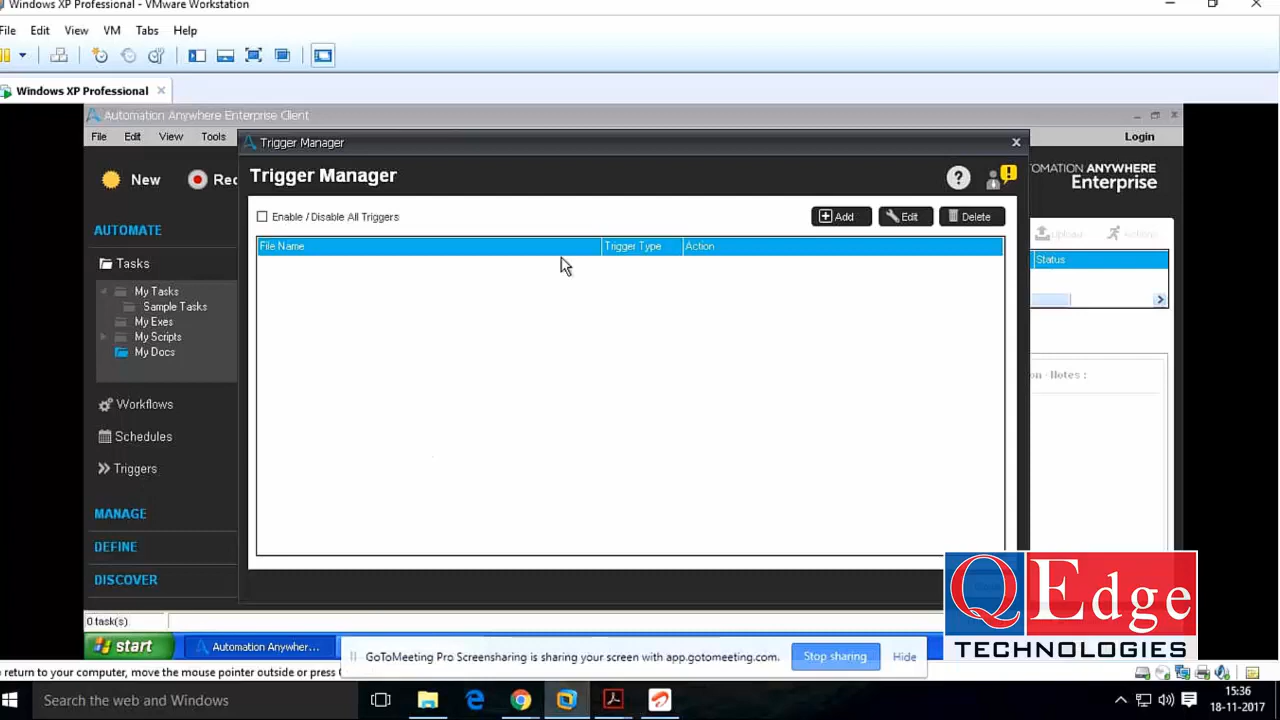 Windows XP Professional - VMware Workstation
File Edit View VM Tabs Help
Windows XP Professional
Automation Anywhere Enterprise Client
File Edit View Tools
Trigger Manager
Login
New
Rec
Trigger Manager
OMATION ANYWHERE
Enterprise
Enable / Disable All Triggers
Add
Edit
Delete
Upload
AUTOMATE
File Name Trigger Type Action
Status
Tasks
My Tasks
Sample Tasks
My Exes
My Scripts
My Docs
on - Notes :
Workflows
Schedules
Triggers
MANAGE
DEFINE
DISCOVER
QEdge
TECHNOLOGIES
0 task(s)
start
Automation Anywher...
GoToMeeting Pro Screensharing is sharing your screen with app.gotomeeting.com.
Stop sharing
Hide
o return to your computer, move the mouse pointer outside or press
Search the web and Windows
15:36
18-11-2017